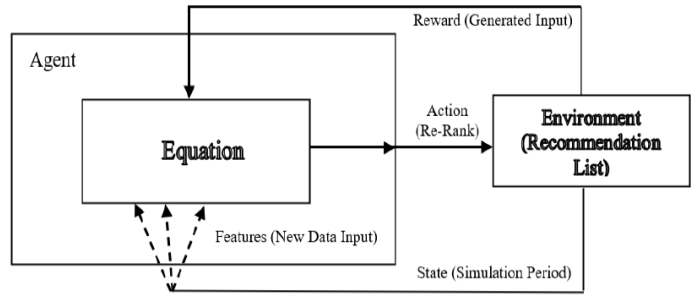 Reward (Generated Input)
Agent
Equation
Action
(Re-Rank)
Environment
(Recommendation
List)
Features (New Data Input)
State (Simulation Period)